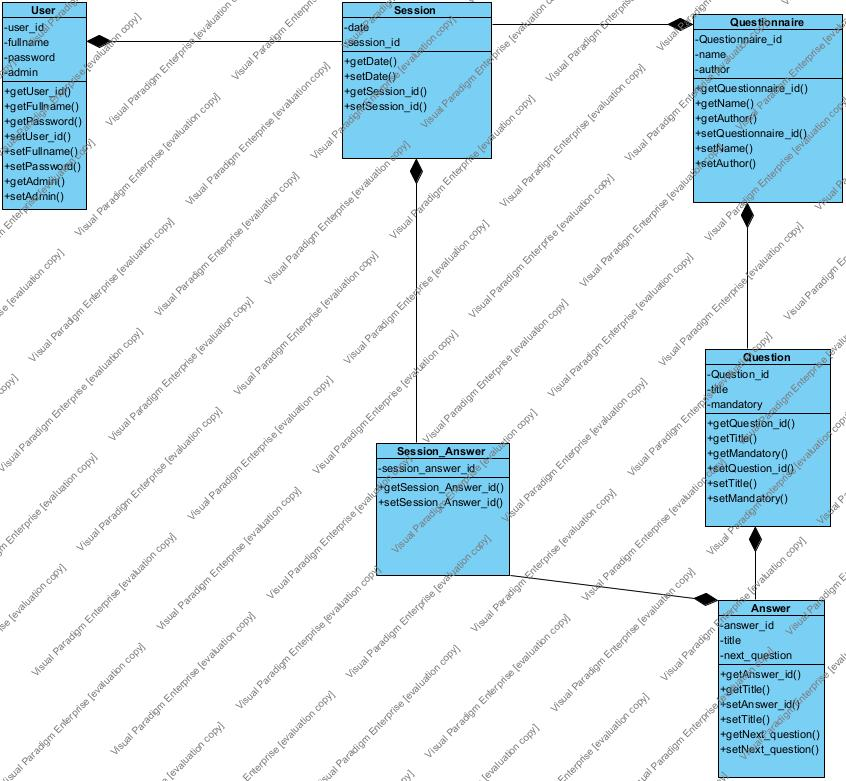 User
-user_id
-fullname
-password
-admin
+getUser_id()
+getFullname()
+getPassword()
+setUser_id()
+setFullname()
+setPassword()
+getAdmin()
+setAdmin()
Session
-date
-session_id
+getDate()
+setDate()
+getSession_id()
+setSession_id()
Questionnaire
-Questionnaire_id
-name
-author
+getQuestionnaire_id()
+getName()
+getAuthor()
+setQuestionnaire_id()
+setName()
+setAuthor()
Question
-Question_id
-title
-mandatory
+getQuestion_id()
+getTitle()
+getMandatory()
+setQuestion_id()
+setTitle()
+setMandatory()
Session_Answer
-session_answer_id
+getSession_Answer_id()
+setSession_Answer_id()
Answer
-answer_id
-title
-next_question
+getAnswer_id()
+getTitle()
+setAnswer_id()
+setTitle()
+getNext_question()
+setNext_question()
Visual Paradigm Enterprise [evaluation copy]